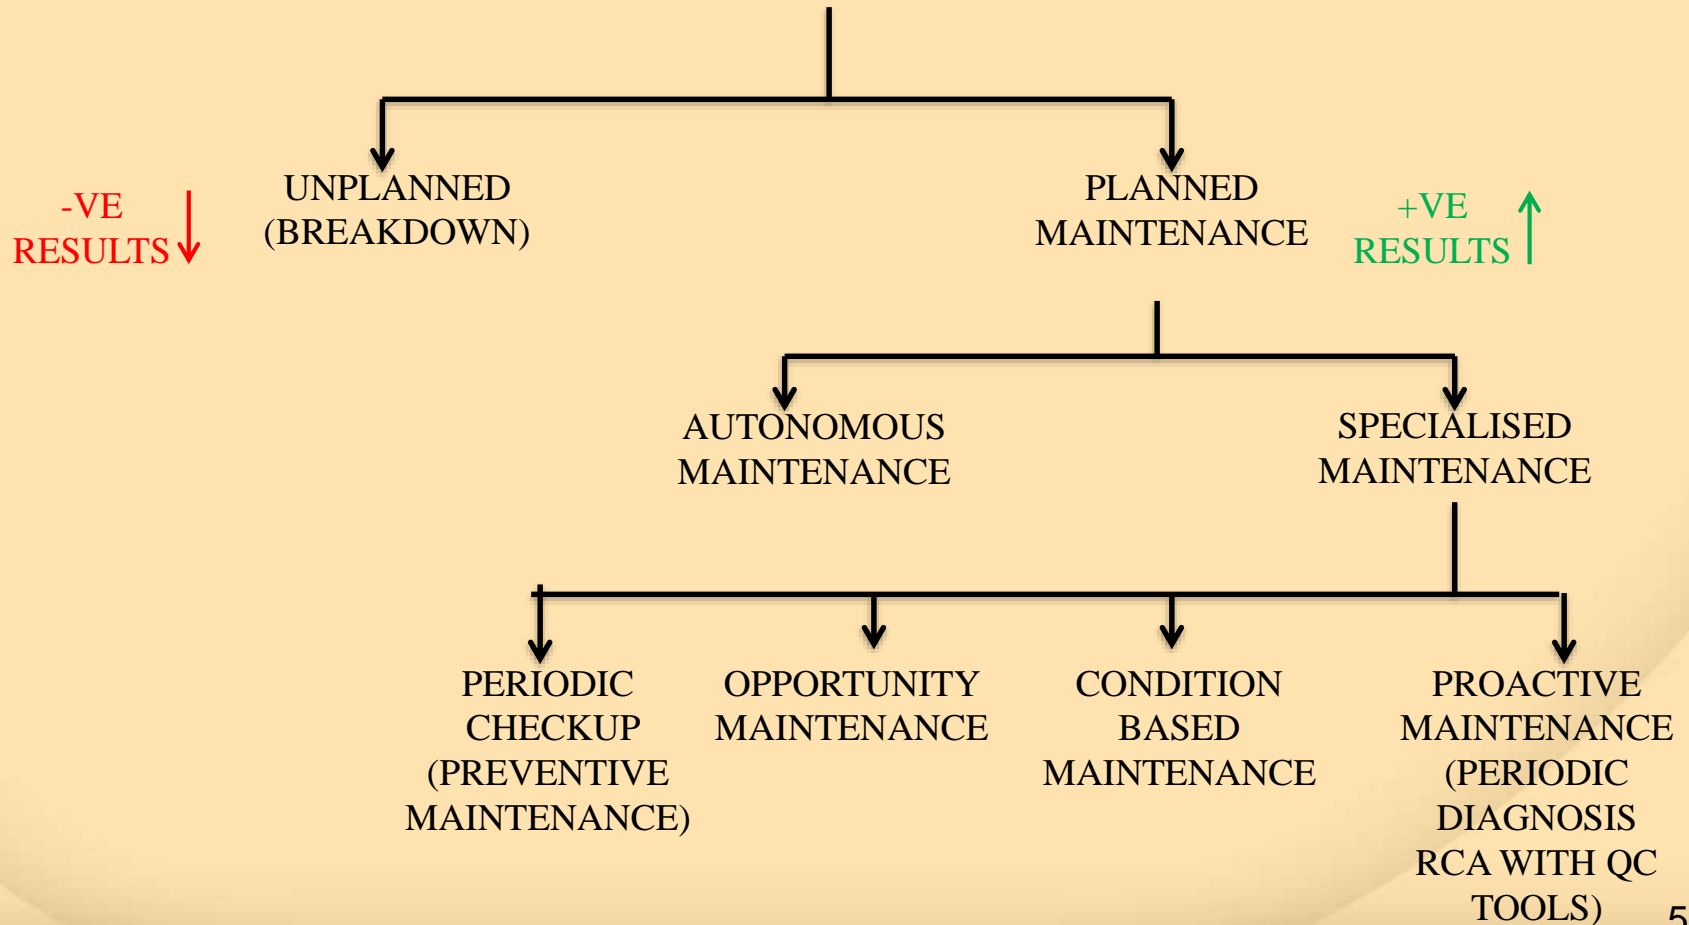 UNPLANNED
(BREAKDOWN)
PLANNED
MAINTENANCE
-VE
RESULTS
+VE
RESULTS
AUTONOMOUS
MAINTENANCE
SPECIALISED
MAINTENANCE
PERIODIC
CHECKUP
(PREVENTIVE
MAINTENANCE)
OPPORTUNITY
MAINTENANCE
CONDITION
BASED
MAINTENANCE
PROACTIVE
MAINTENANCE
(PERIODIC
DIAGNOSIS
RCA WITH QC
TOOLS)
5